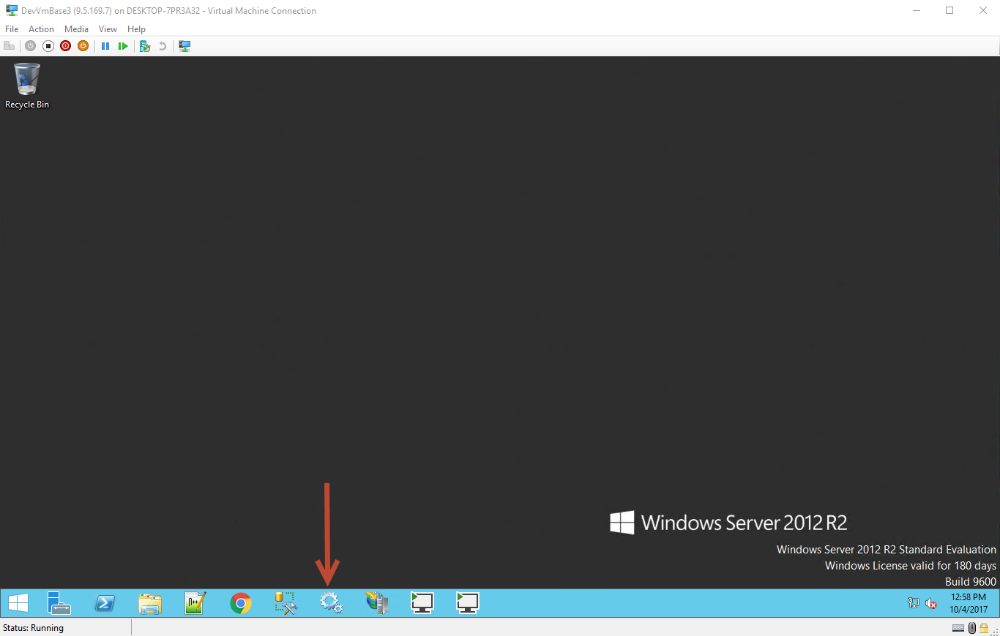 DevVmBase3 (9.5.169.7) on DESKTOP-7PR3A32 - Virtual Machine Connection
File Action Media View Help
Recycle Bin
Windows Server 2012 R2
Windows Server 2012 R2 Standard Evaluation
Windows License valid for 180 days
Build 9600
n++
12:58 PM
10/4/2017
Status: Running